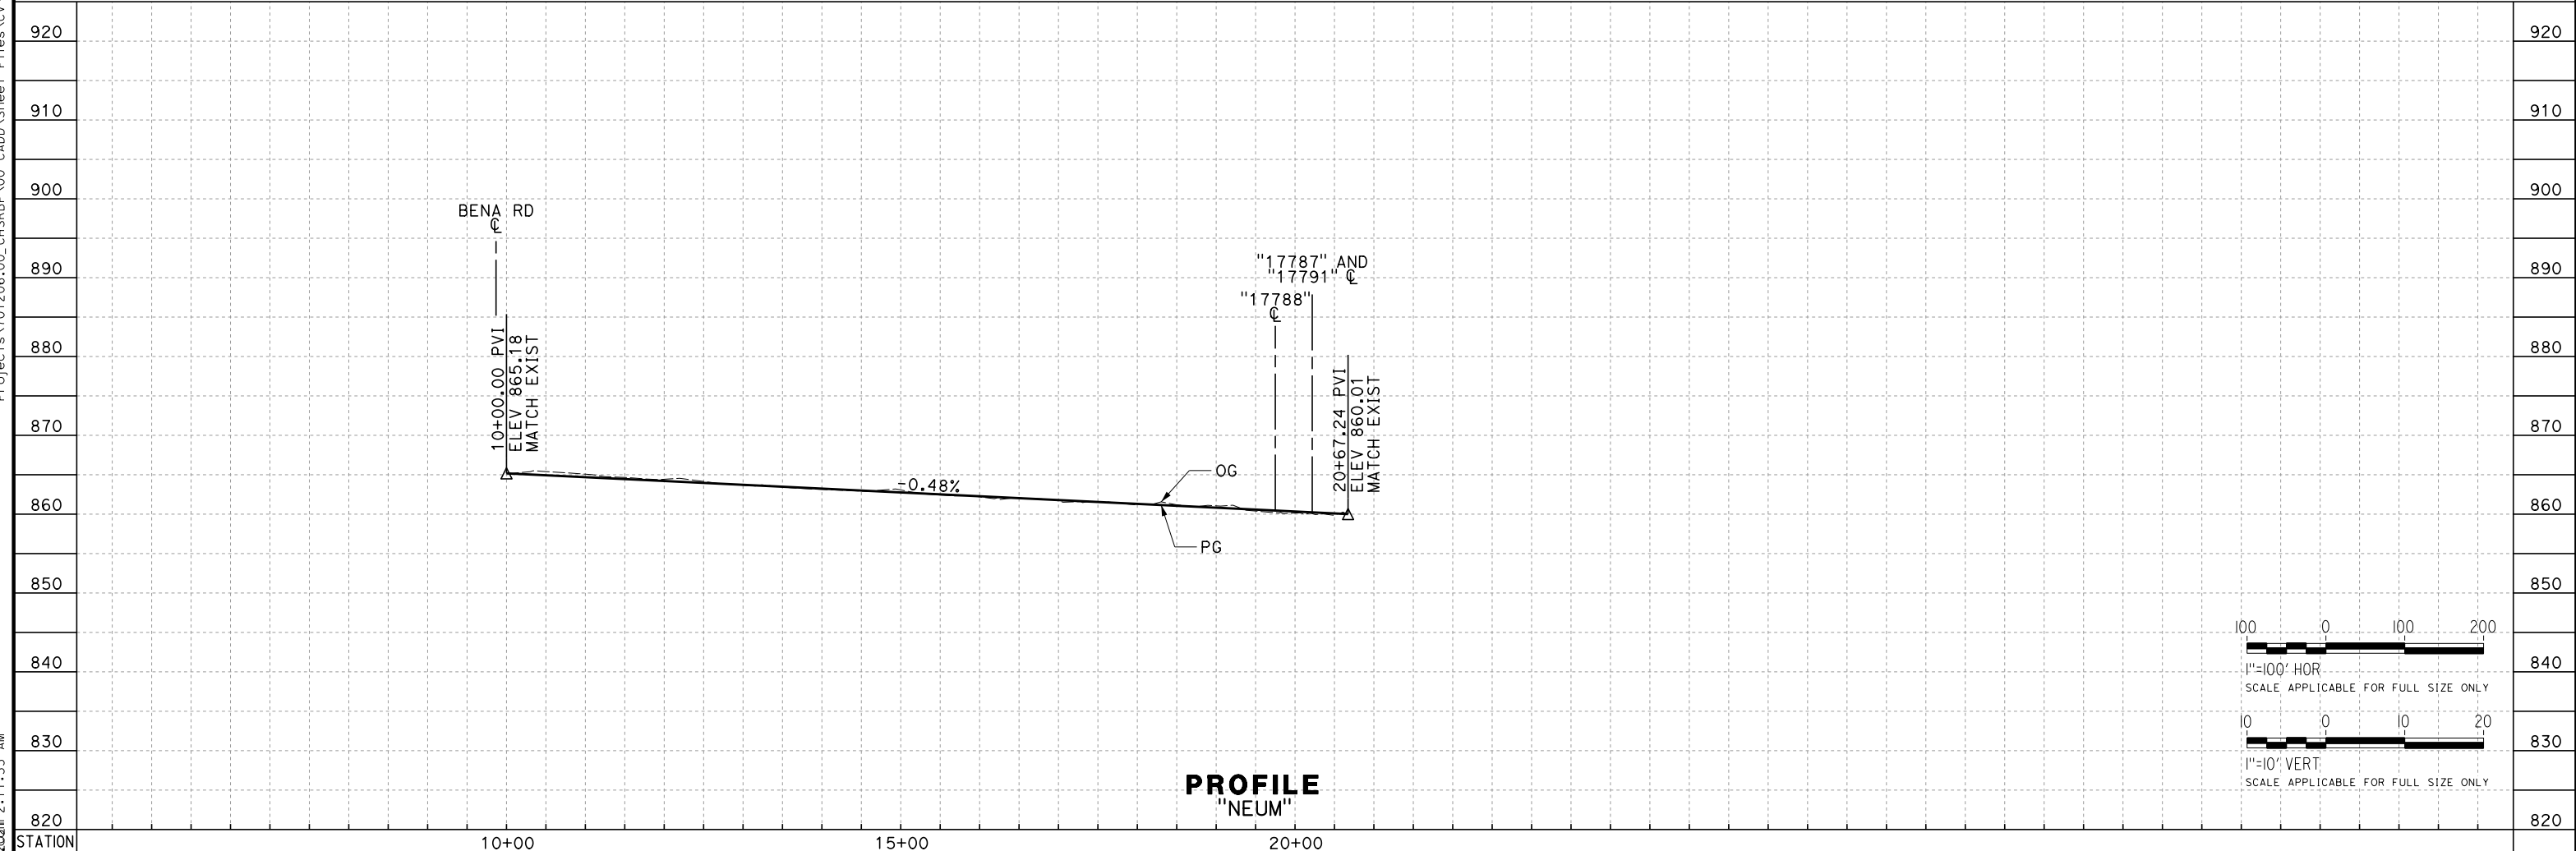 920
920
910
910
900
900
BENA RD
℄
890
890
"17787" AND
"17791" ℄
"17788"
℄
880
880
10+00.00 PVI
ELEV 865.18
MATCH EXIST
20+67.24 PVI
ELEV 860.01
MATCH EXIST
870
870
OG
-0.48%
860
860
PG
850
850
100 0 100 200
1"=100' HOR
SCALE APPLICABLE FOR FULL SIZE ONLY
840
840
10 0 10 20
830
830
1"=10' VERT
SCALE APPLICABLE FOR FULL SIZE ONLY
PROFILE
"NEUM"
820
820
STATION
10+00
15+00
20+00